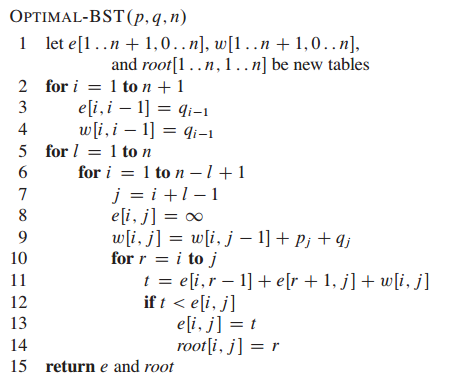 OPTIMAL-BST(p, q, n)
1 let e[1..n + 1, 0..n], w[1..n + 1, 0..n],
and root[1..n, 1..n] be new tables
2 for i = 1 to n + 1
3 e[i, i − 1] = qᵢ₋₁
4 w[i, i − 1] = qᵢ₋₁
5 for l = 1 to n
6 for i = 1 to n − l + 1
7 j = i + l − 1
8 e[i, j] = ∞
9 w[i, j] = w[i, j − 1] + pⱼ + qⱼ
10 for r = i to j
11 t = e[i, r − 1] + e[r + 1, j] + w[i, j]
12 if t < e[i, j]
13 e[i, j] = t
14 root[i, j] = r
15 return e and root